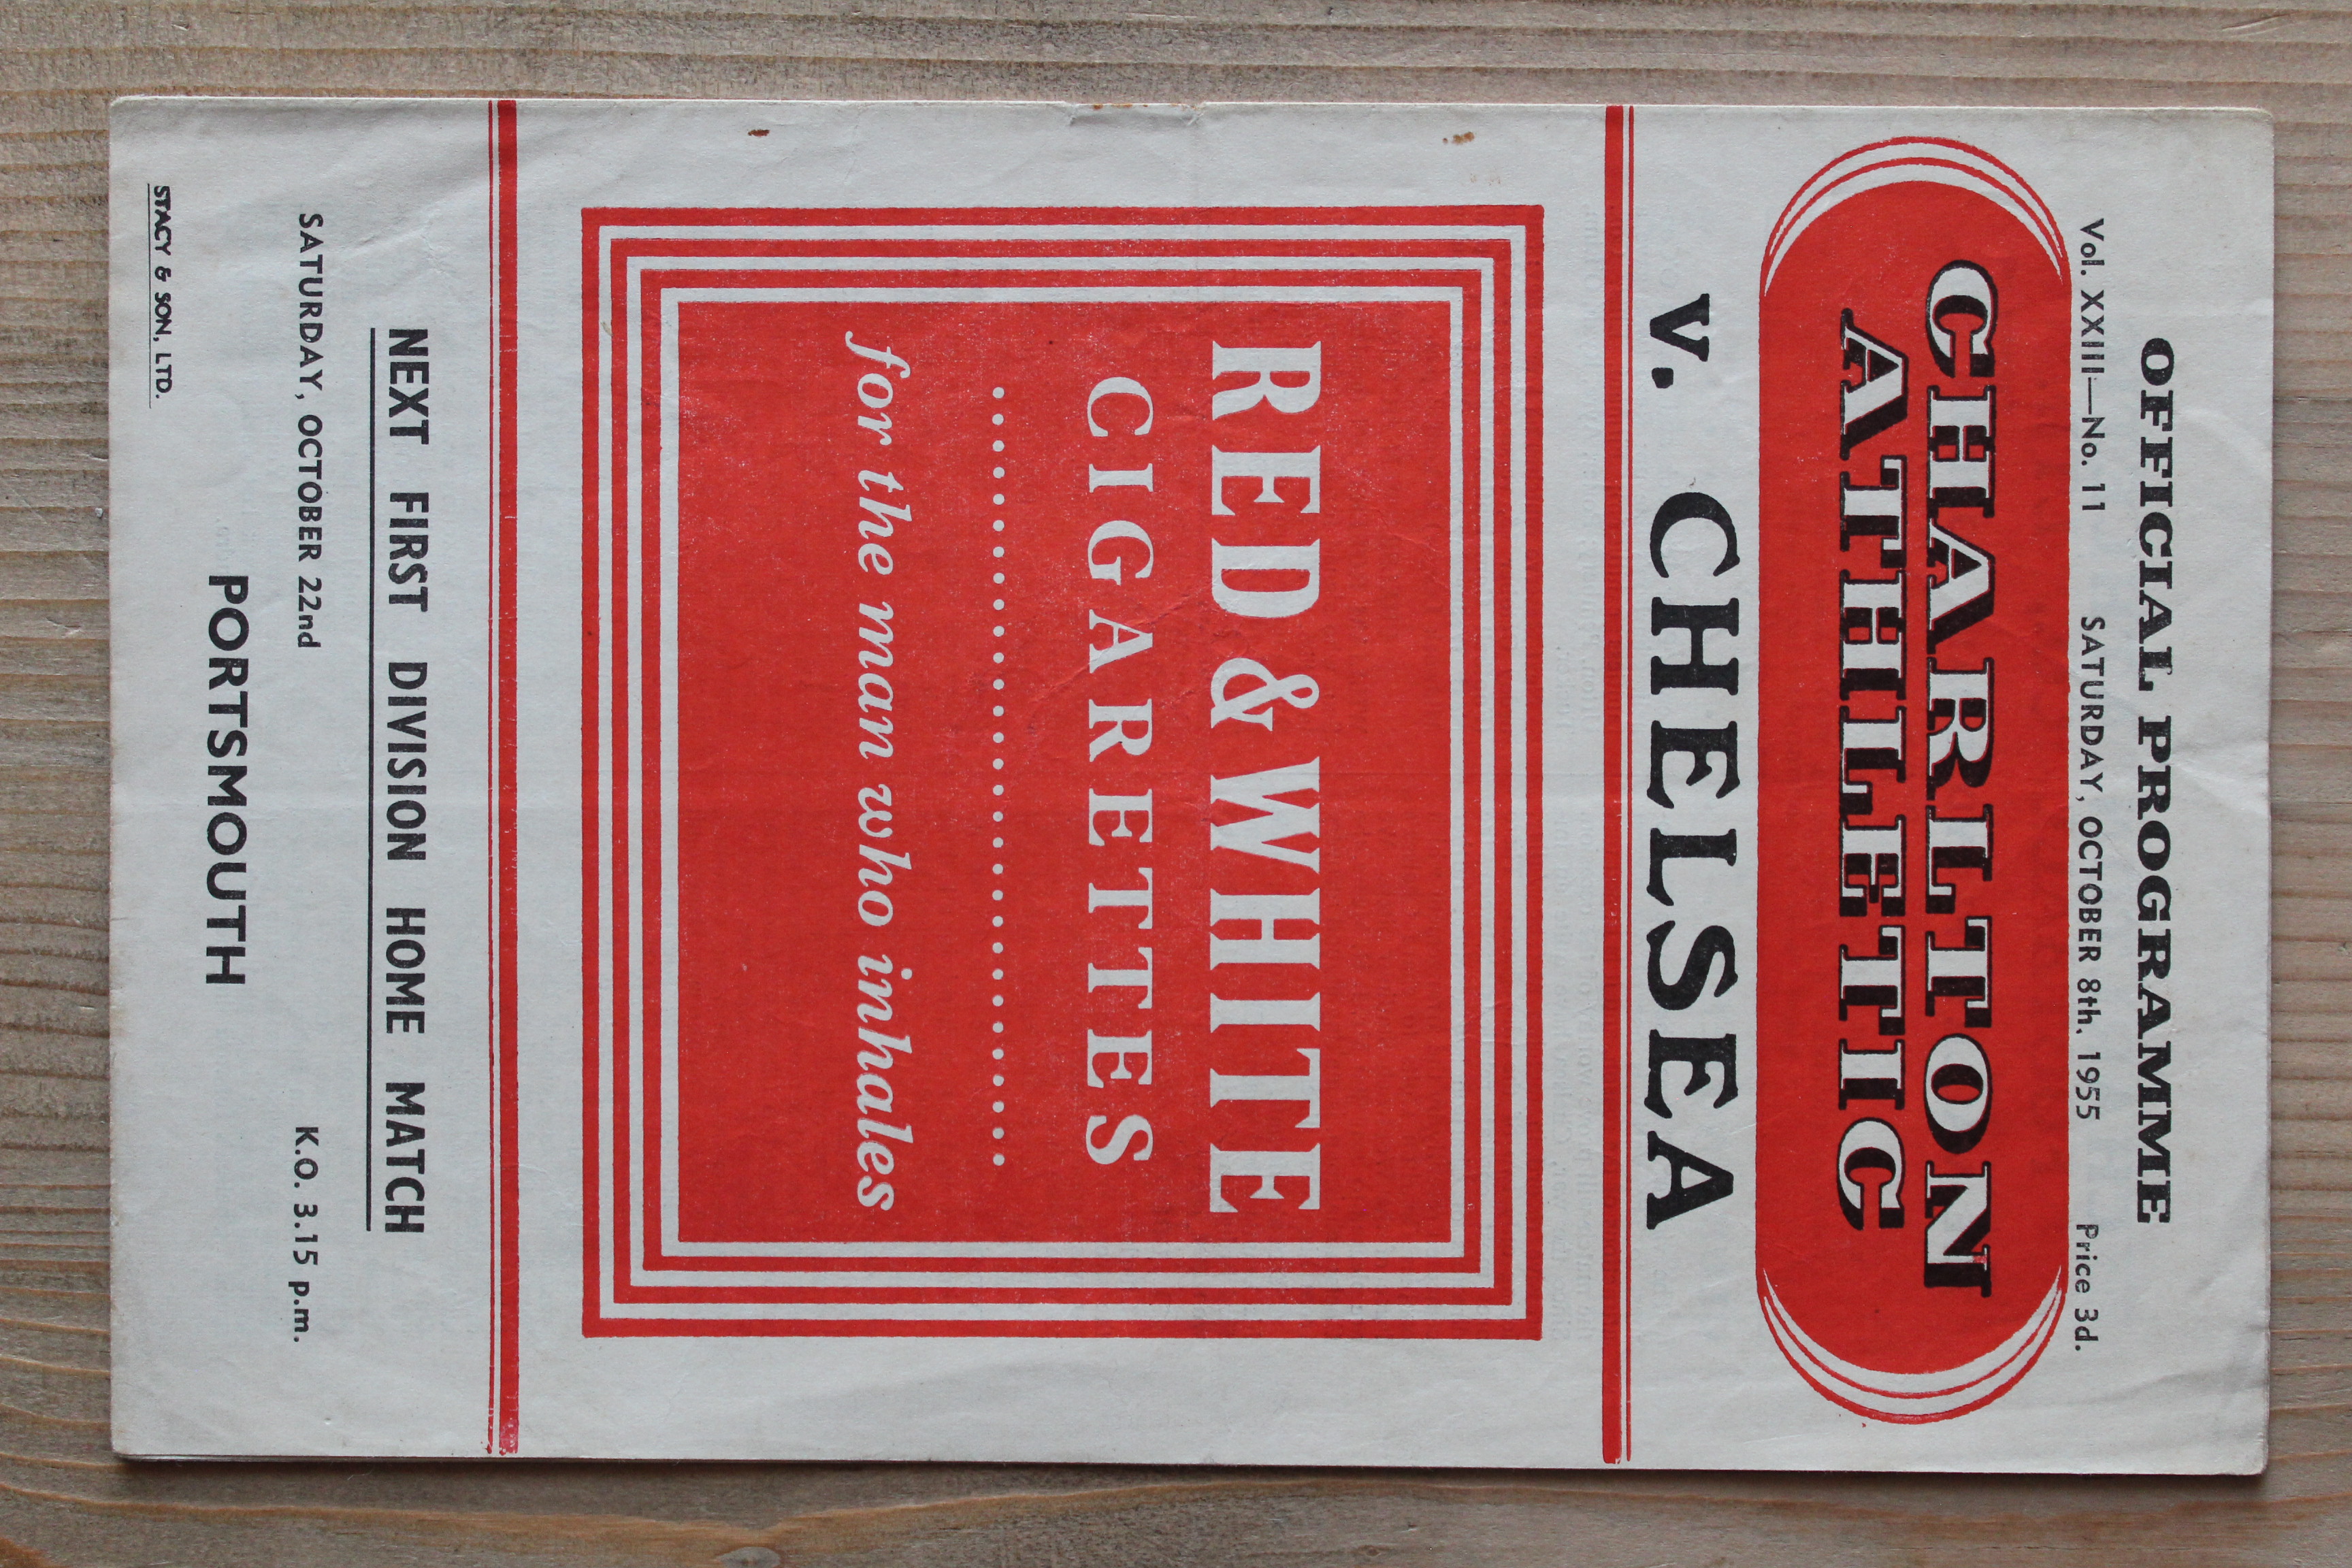 OFFICIAL PROGRAMME
Vol. XXIII—No. 11 SATURDAY, OCTOBER 8th. 1955 Price 3d.
CHARLTON
ATHLETIC
v. CHELSEA
RED & WHITE
CIGARETTES
for the man who inhales
NEXT FIRST DIVISION HOME MATCH
SATURDAY, OCTOBER 22nd K.O. 3.15 p.m.
PORTSMOUTH
STACY & SON, LTD.